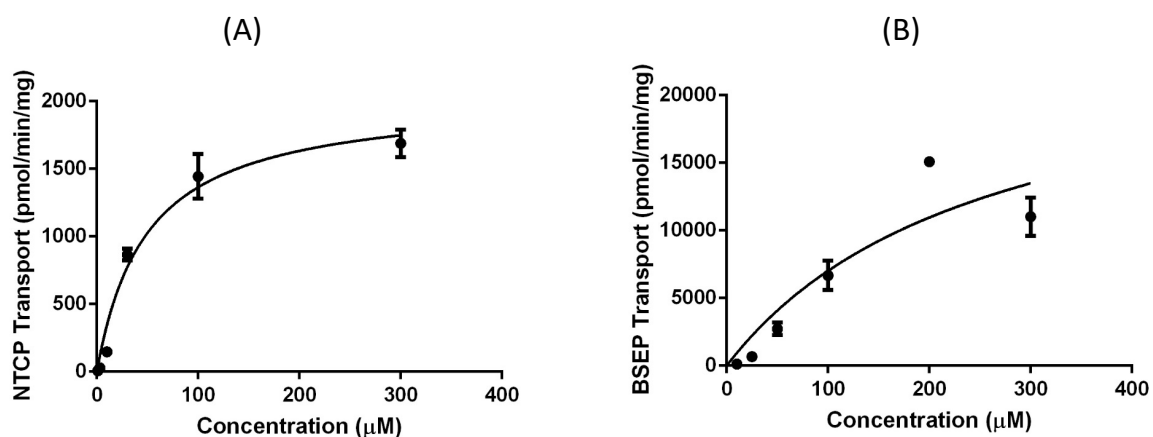 (A)
NTCP Transport (pmol/min/mg)
2000
1500
1000
500
0
0 100 200 300 400
Concentration (μM)
(B)
BSEP Transport (pmol/min/mg)
20000
15000
10000
5000
0
0 100 200 300 400
Concentration (μM)